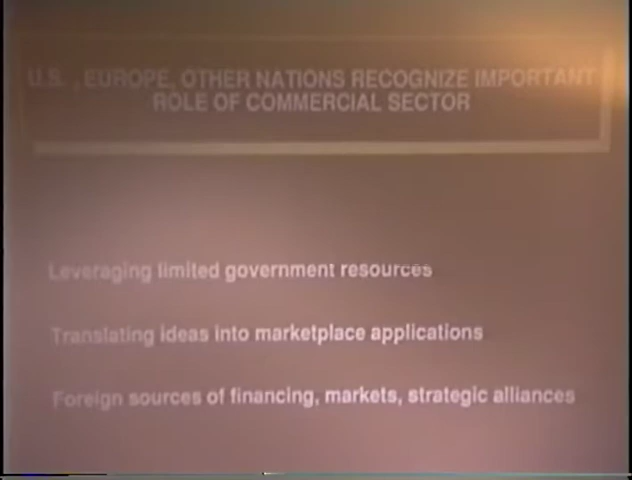 U.S. , EUROPE, OTHER NATIONS RECOGNIZE IMPORTANT
ROLE OF COMMERCIAL SECTOR
Leveraging limited government resources
Translating ideas into marketplace applications
Foreign sources of financing, markets, strategic alliances